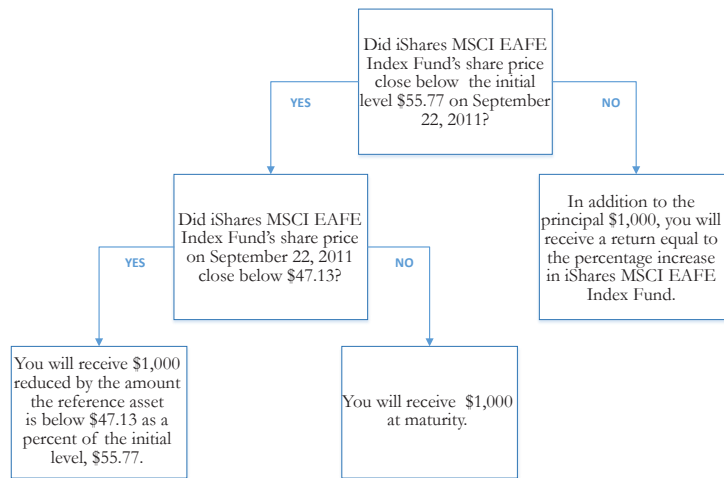 Did iShares MSCI EAFE
Index Fund's share price
close below the initial
level $55.77 on September
22, 2011?
YES
NO
Did iShares MSCI EAFE
Index Fund's share price
on September 22, 2011
close below $47.13?
In addition to the
principal $1,000, you will
receive a return equal to
the percentage increase
in iShares MSCI EAFE
Index Fund.
YES
NO
You will receive $1,000
reduced by the amount
the reference asset
is below $47.13 as a
percent of the initial
level, $55.77.
You will receive $1,000
at maturity.